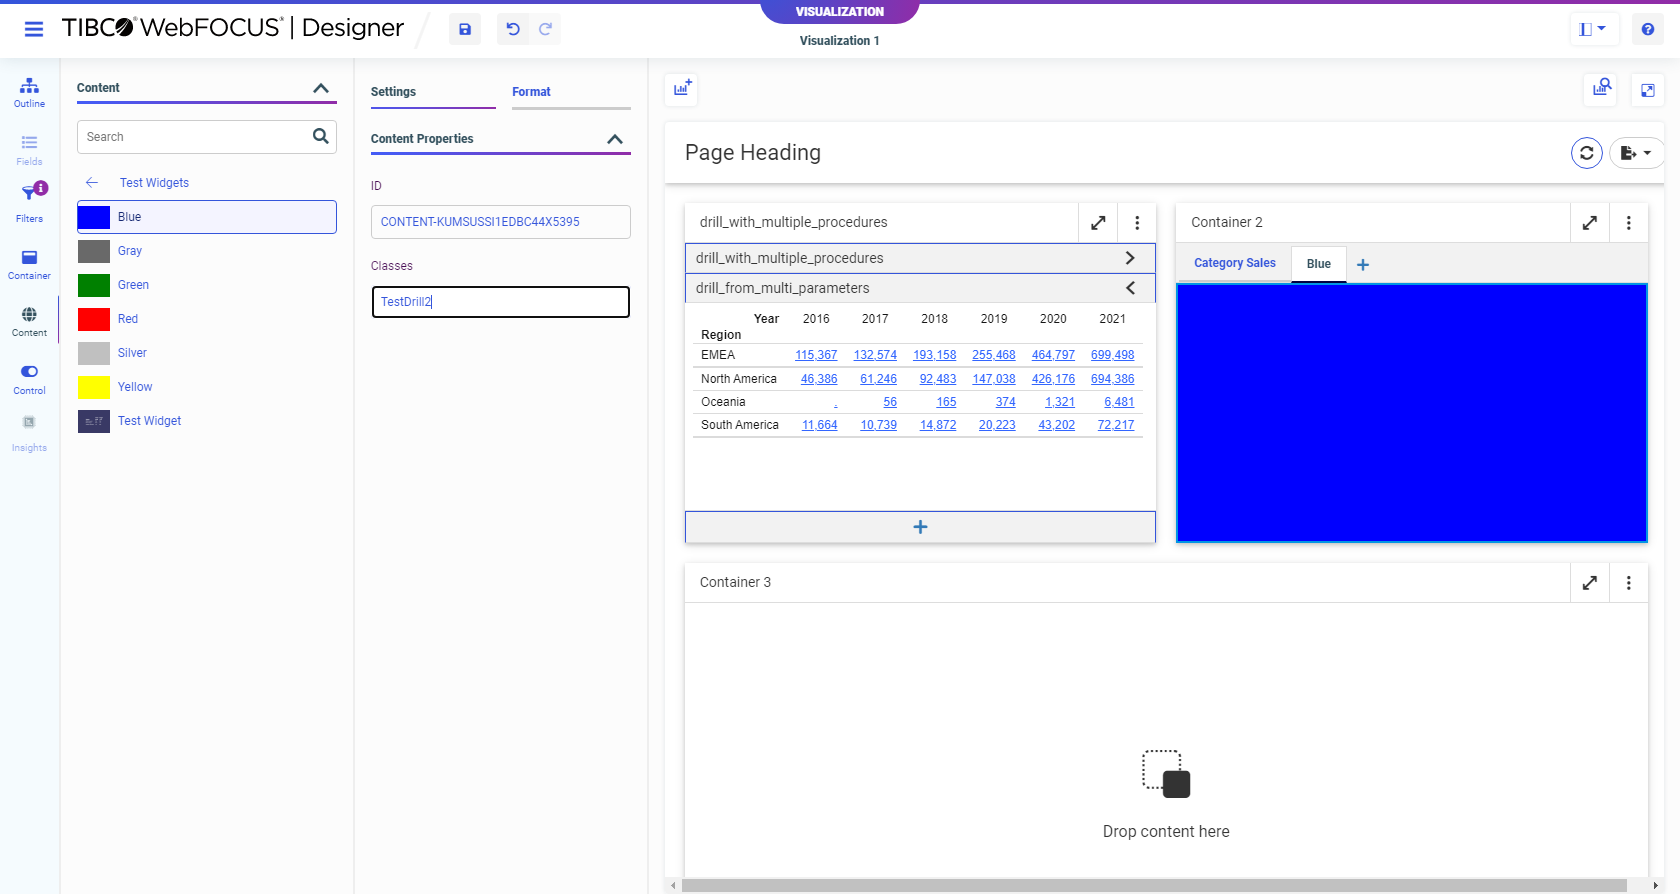 VISUALIZATION
TIBCO® WebFOCUS® | Designer
Visualization 1
Outline
Fields
Filters
Container
Content
Control
Insights
Content
Search
Test Widgets
Blue
Gray
Green
Red
Silver
Yellow
Test Widget
Settings
Format
Content Properties
ID
CONTENT-KUMSUSSI1EDBC44X5395
Classes
TestDrill2
Page Heading
drill_with_multiple_procedures
drill_with_multiple_procedures
drill_from_multi_parameters
Year 2016 2017 2018 2019 2020 2021
Region
EMEA 115,367 132,574 193,158 255,468 464,797 699,498
North America 46,386 61,246 92,483 147,038 426,176 694,386
Oceania . 56 165 374 1,321 6,481
South America 11,664 10,739 14,872 20,223 43,202 72,217
Container 2
Category Sales Blue
Container 3
Drop content here